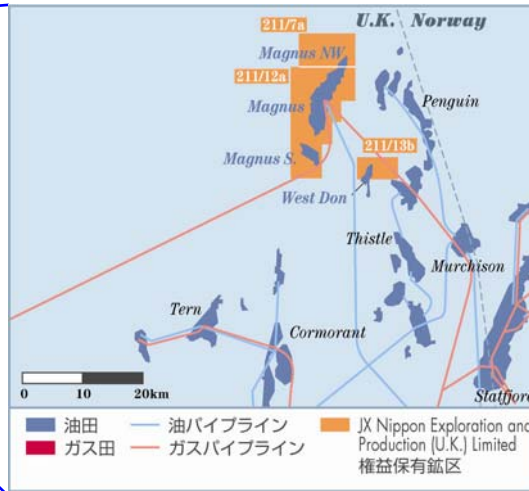 211/7a
U.K. Norway
Magnus NW.
211/12a
Magnus
Penguin
211/13b
Magnus S.
West Don
Thistle
Murchison
Tern
Cormorant
0 10 20km
Statfjor
油田 油パイプライン JX Nippon Exploration and
ガス田 ガスパイプライン Production (U.K.) Limited
権益保有鉱区